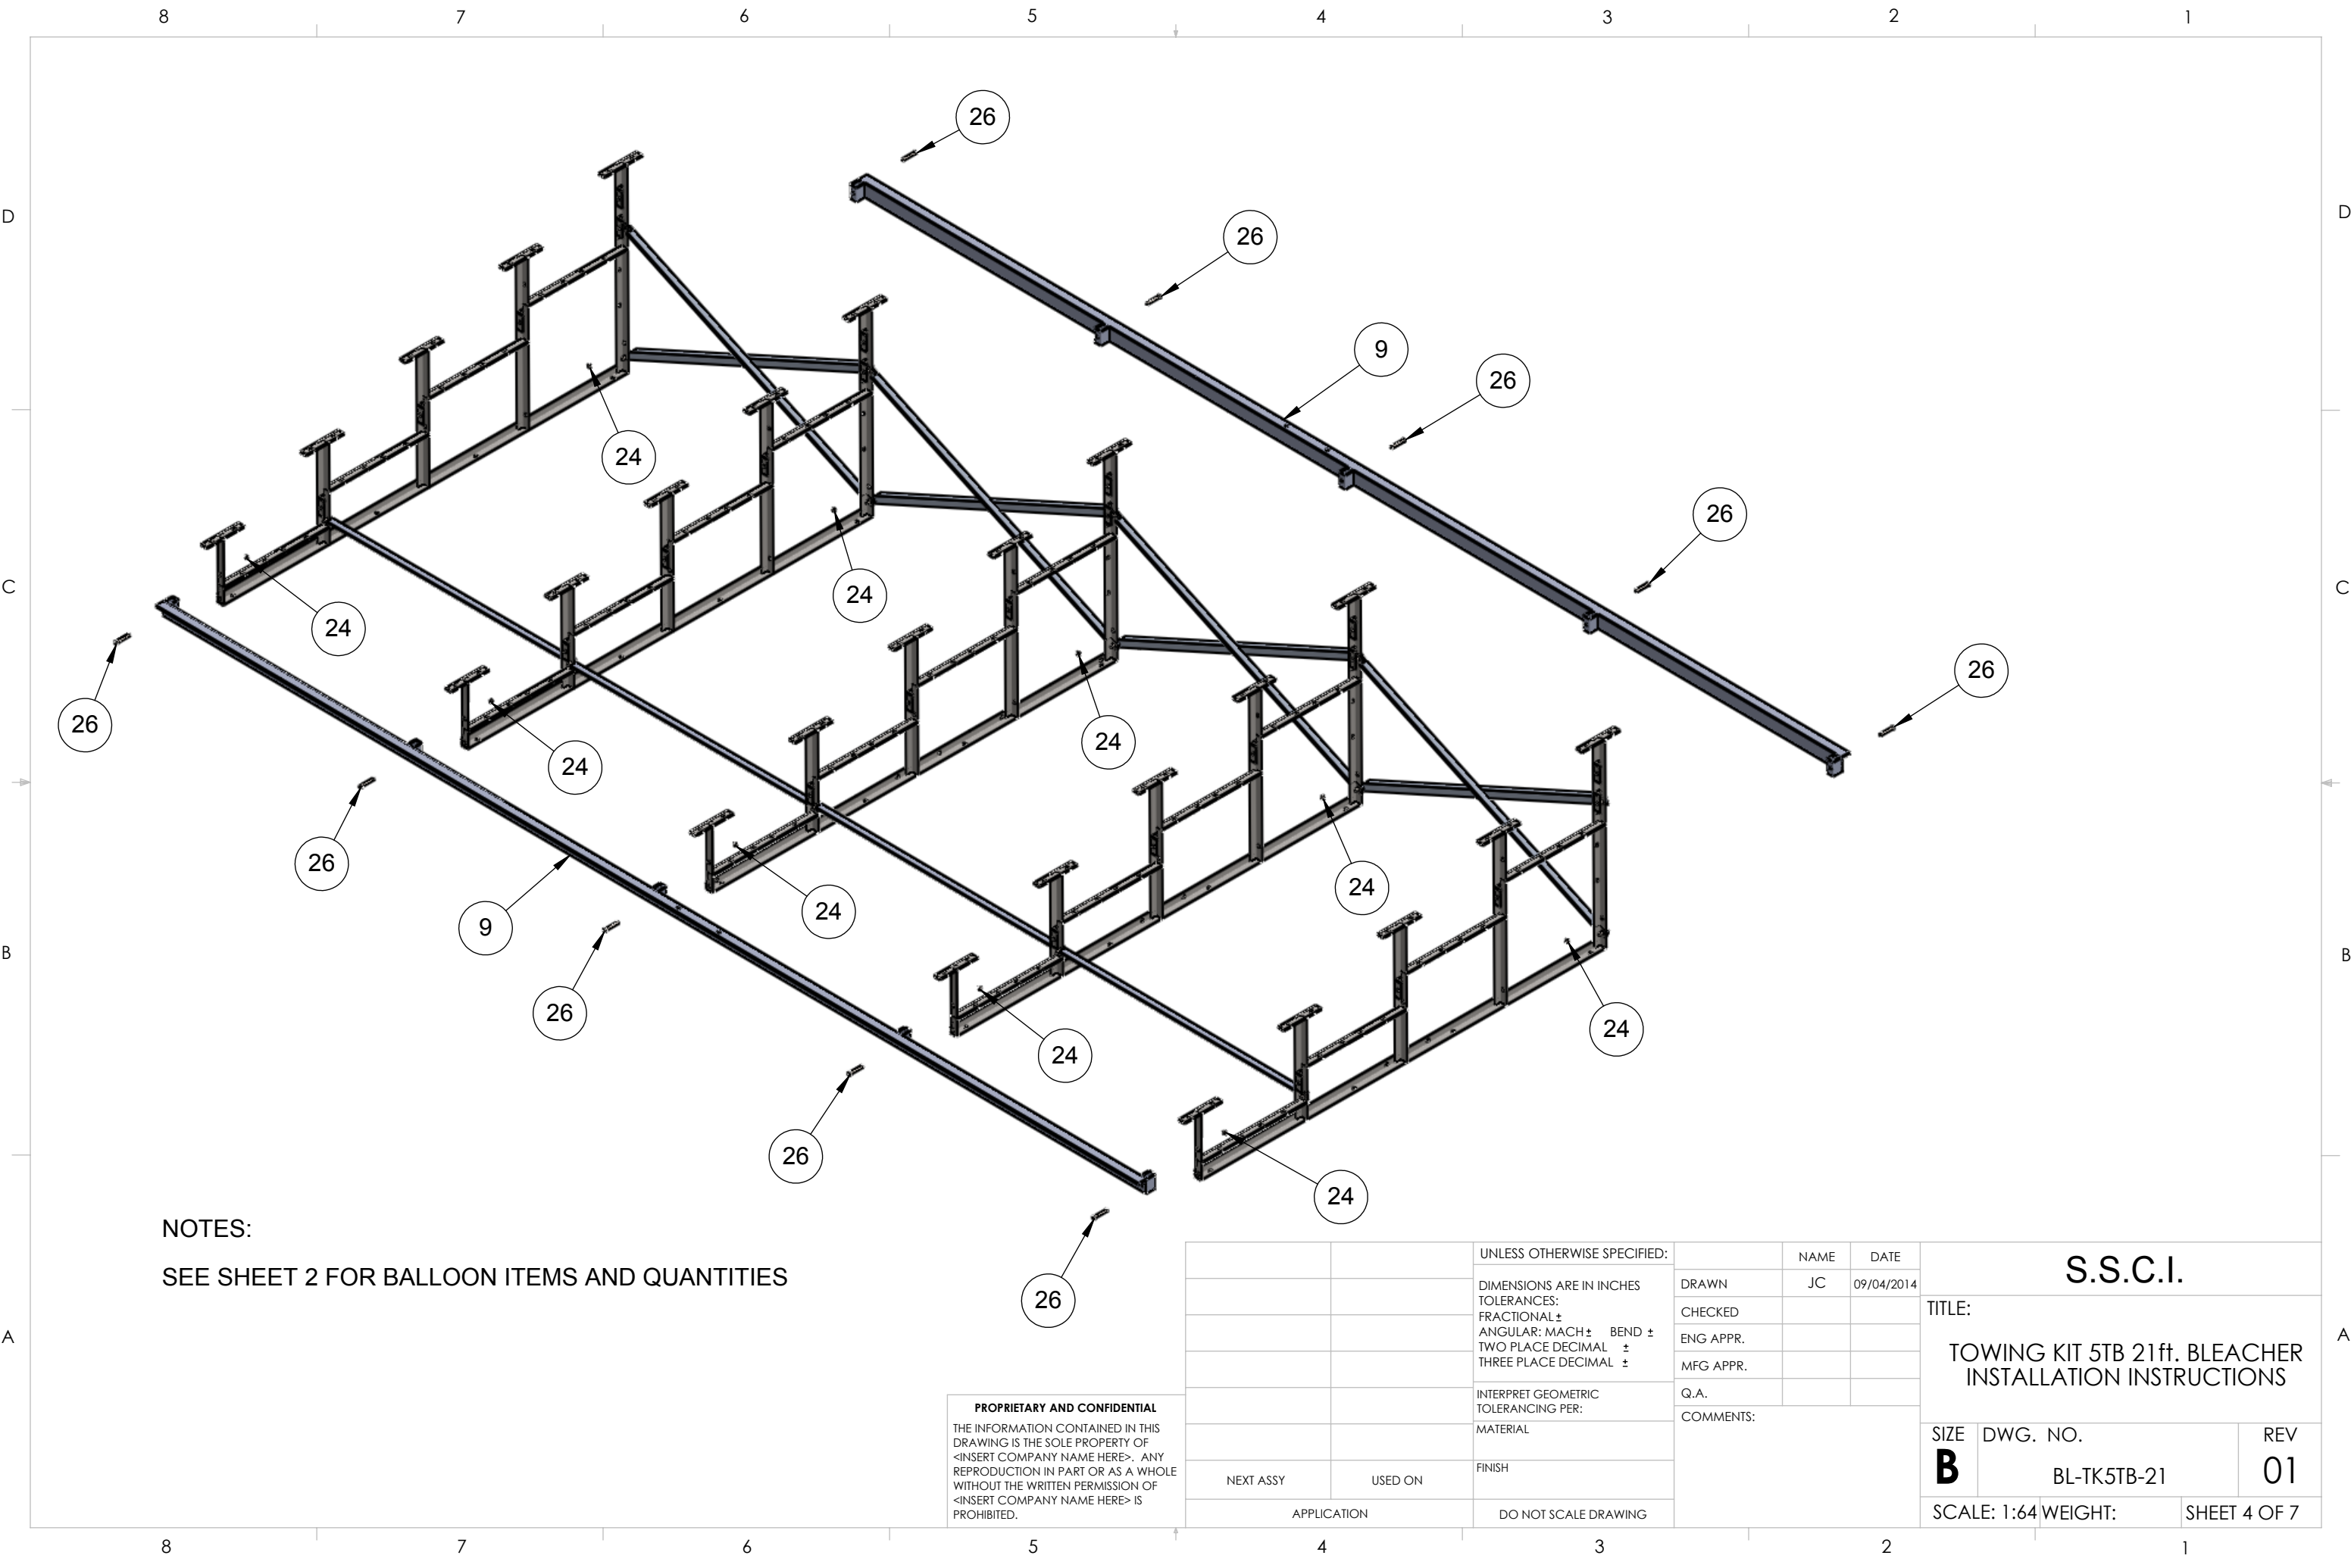 8 7 6 5 4 3 2 1
D D
C C
B B
A A
26
26
9
26
26
26
24
24
24
24
24
24
24
24
24
24
26
26
9
26
26
26
NOTES:
SEE SHEET 2 FOR BALLOON ITEMS AND QUANTITIES
PROPRIETARY AND CONFIDENTIAL
THE INFORMATION CONTAINED IN THIS
DRAWING IS THE SOLE PROPERTY OF
<INSERT COMPANY NAME HERE>. ANY
REPRODUCTION IN PART OR AS A WHOLE
WITHOUT THE WRITTEN PERMISSION OF
<INSERT COMPANY NAME HERE> IS
PROHIBITED.
NEXT ASSY USED ON
APPLICATION
UNLESS OTHERWISE SPECIFIED:
DIMENSIONS ARE IN INCHES
TOLERANCES:
FRACTIONAL ±
ANGULAR: MACH ± BEND ±
TWO PLACE DECIMAL ±
THREE PLACE DECIMAL ±
INTERPRET GEOMETRIC
TOLERANCING PER:
MATERIAL
FINISH
DO NOT SCALE DRAWING
NAME DATE
DRAWN JC 09/04/2014
CHECKED
ENG APPR.
MFG APPR.
Q.A.
COMMENTS:
S.S.C.I.
TITLE:
TOWING KIT 5TB 21ft. BLEACHER
INSTALLATION INSTRUCTIONS
SIZE DWG. NO. REV
B BL-TK5TB-21 01
SCALE: 1:64 WEIGHT: SHEET 4 OF 7
8 7 6 5 4 3 2 1